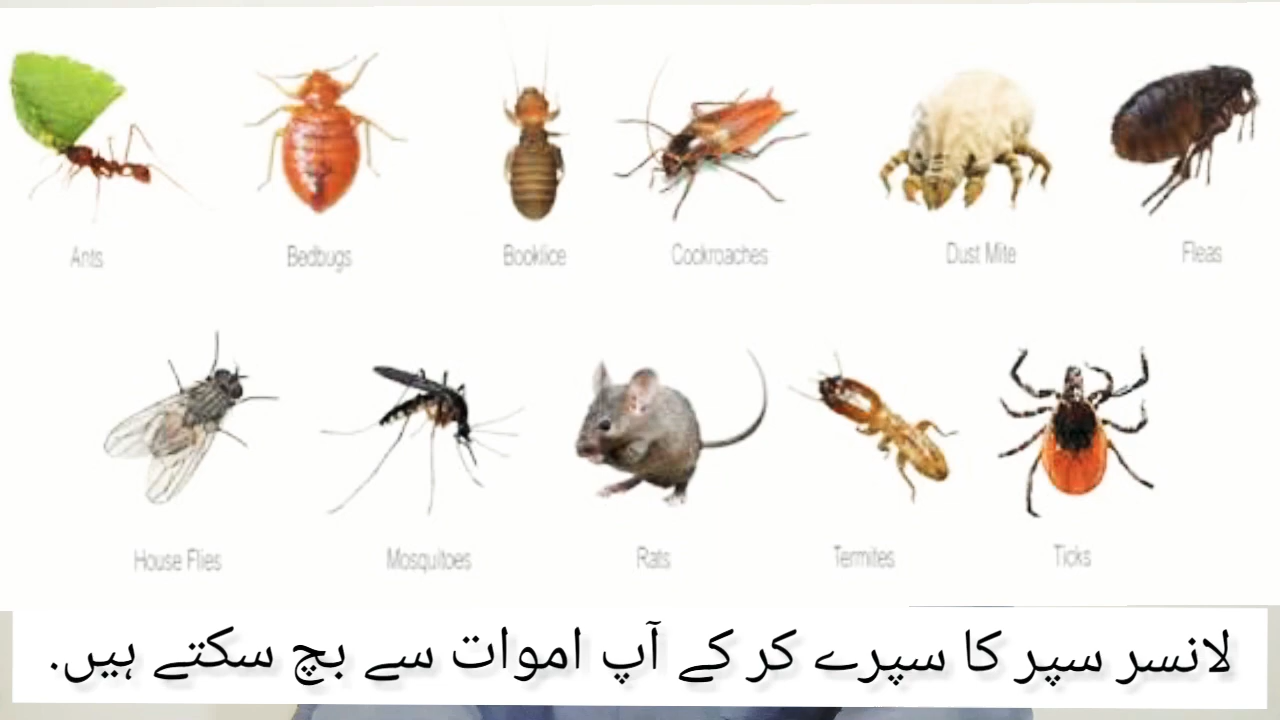 Ants Bedbugs Booklice Cockroaches Dust Mite Fleas
House Flies Mosquitoes Rats Termites Ticks
لانسر سپر کا سپرے کر کے آپ اموات سے بچ سکتے ہیں.